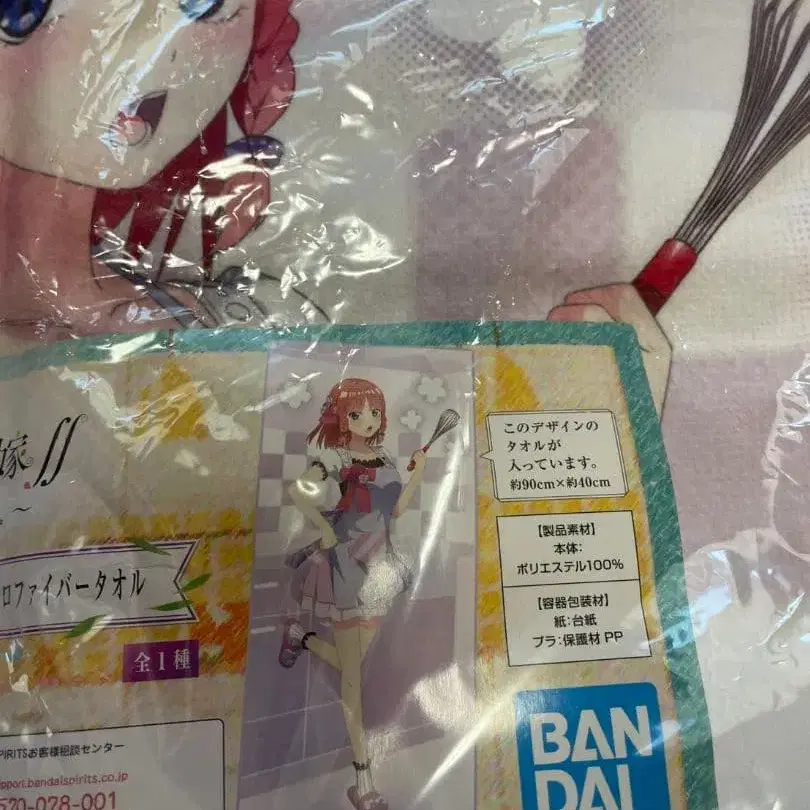 嫁 ∬
～
ロファイバータオル
全1種
このデザインの
タオルが
入っています。
約90cm×約40cm
【製品素材】
本体:
ポリエステル100%
【容器包装材】
紙:台紙
プラ:保護材 PP
PIRITSお客様相談センター
pport.bandaispirits.co.jp
570-078-001
BAN
DAI